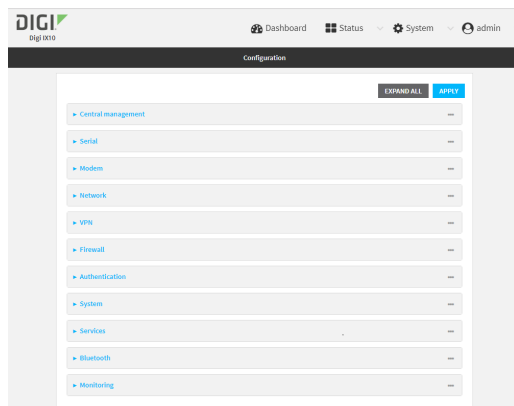 DIGI
Digi IX10
Dashboard
Status
System
admin
Configuration
EXPAND ALL
APPLY
Central management
Serial
Modem
Network
VPN
Firewall
Authentication
System
Services
Bluetooth
Monitoring